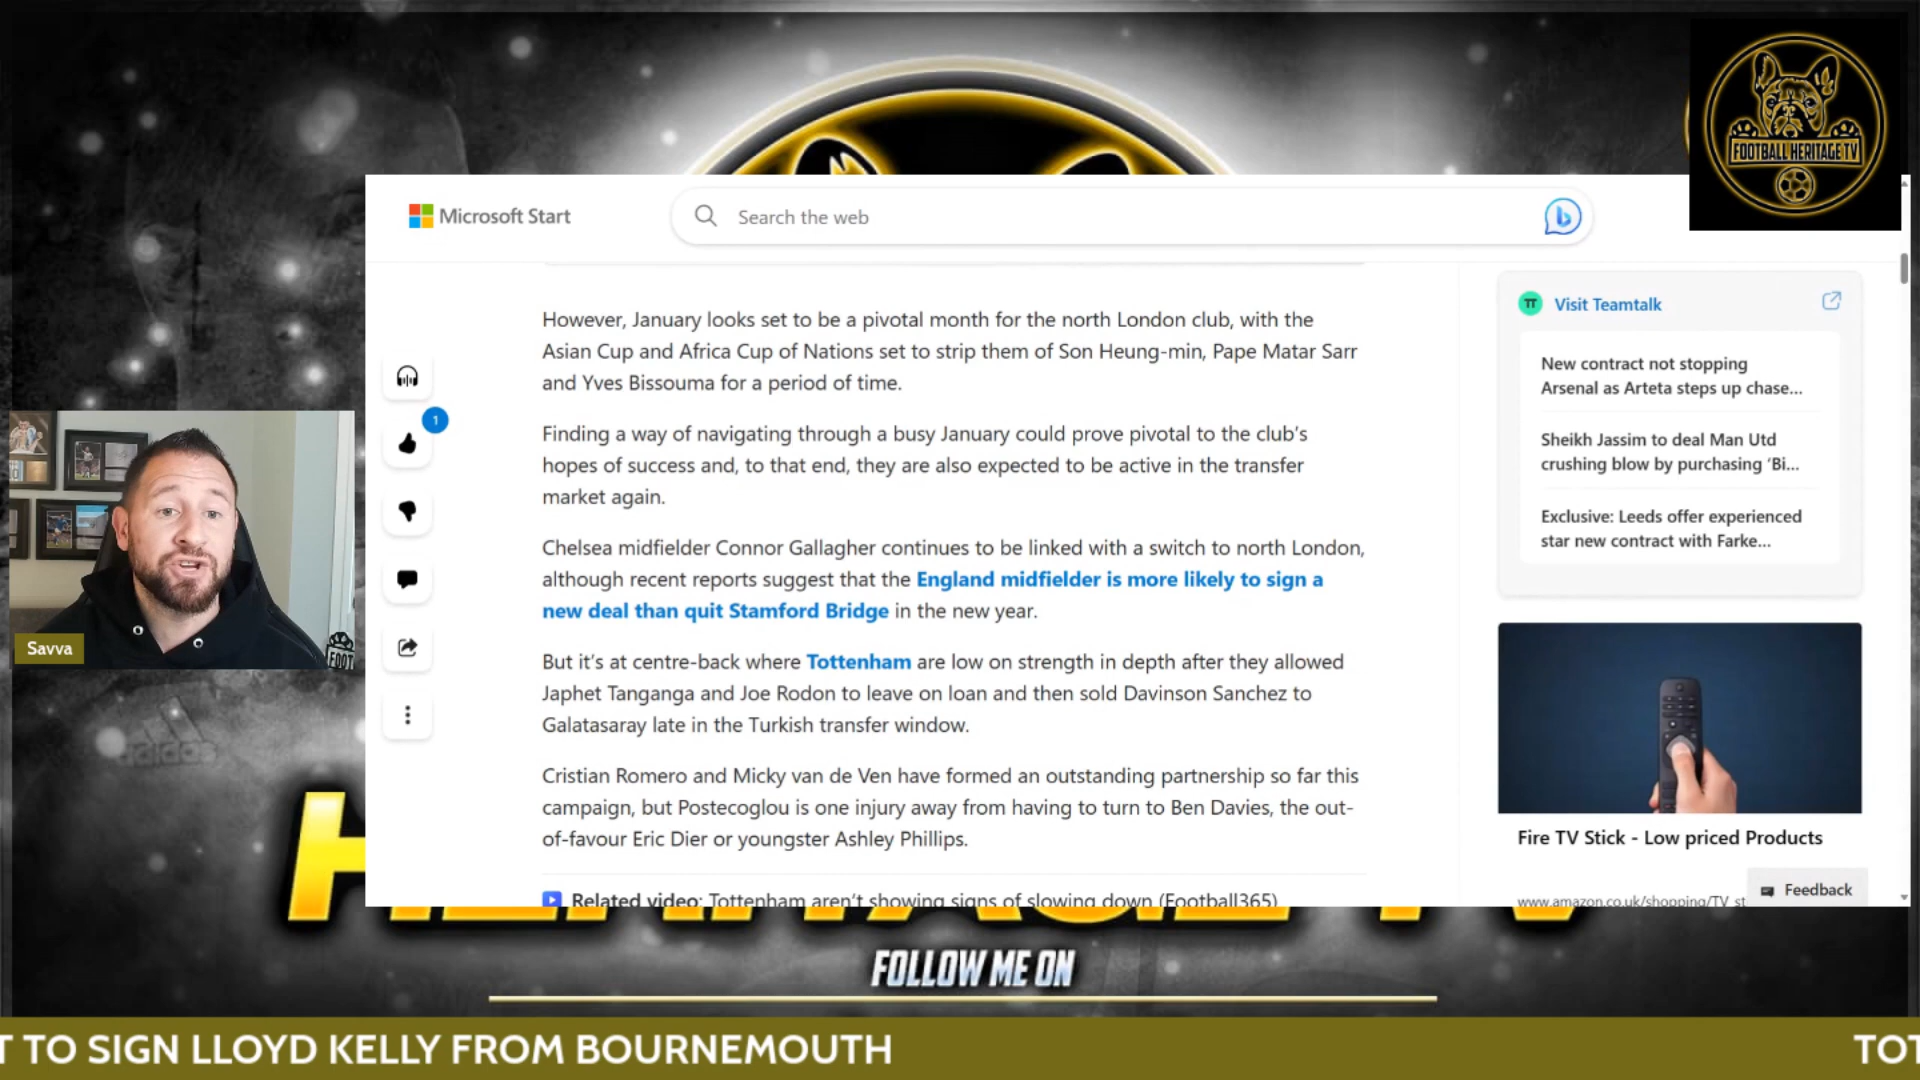 FOOTBALL HERITAGE TV
Microsoft Start
Search the web
However, January looks set to be a pivotal month for the north London club, with the
Asian Cup and Africa Cup of Nations set to strip them of Son Heung-min, Pape Matar Sarr
and Yves Bissouma for a period of time.
Finding a way of navigating through a busy January could prove pivotal to the club's
hopes of success and, to that end, they are also expected to be active in the transfer
market again.
Chelsea midfielder Connor Gallagher continues to be linked with a switch to north London,
although recent reports suggest that the England midfielder is more likely to sign a
new deal than quit Stamford Bridge in the new year.
But it's at centre-back where Tottenham are low on strength in depth after they allowed
Japhet Tanganga and Joe Rodon to leave on loan and then sold Davinson Sanchez to
Galatasaray late in the Turkish transfer window.
Cristian Romero and Micky van de Ven have formed an outstanding partnership so far this
campaign, but Postecoglou is one injury away from having to turn to Ben Davies, the out-
of-favour Eric Dier or youngster Ashley Phillips.
Related video: Tottenham aren't showing signs of slowing down (Football365)
1
TT Visit Teamtalk
New contract not stopping
Arsenal as Arteta steps up chase...
Sheikh Jassim to deal Man Utd
crushing blow by purchasing 'Bi...
Exclusive: Leeds offer experienced
star new contract with Farke...
Fire TV Stick - Low priced Products
www.amazon.co.uk/shopping/TV_st
Feedback
Savva
FOOT
adidas
FOLLOW ME ON
T TO SIGN LLOYD KELLY FROM BOURNEMOUTH
TOT